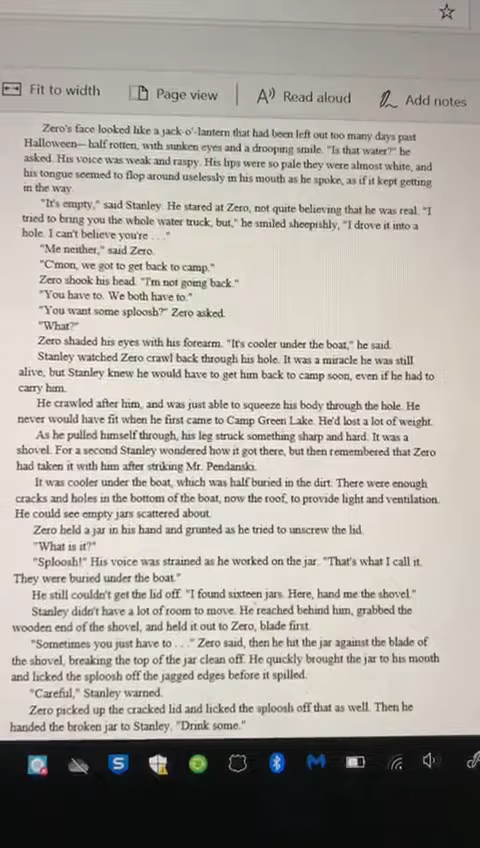 Fit to width Page view Read aloud Add notes
Zero's face looked like a jack-o'-lantern that had been left out too many days past
Halloween—half rotten, with sunken eyes and a drooping smile. "Is that water?" he
asked. His voice was weak and raspy. His lips were so pale they were almost white, and
his tongue seemed to flop around uselessly in his mouth as he spoke, as if it kept getting
in the way.
"It's empty," said Stanley. He stared at Zero, not quite believing that he was real. "I
tried to bring you the whole water truck, but," he smiled sheepishly, "I drove it into a
hole. I can't believe you're . . ."
"Me neither," said Zero.
"C'mon, we got to get back to camp."
Zero shook his head. "I'm not going back."
"You have to. We both have to."
"You want some sploosh?" Zero asked.
"What?"
Zero shaded his eyes with his forearm. "It's cooler under the boat," he said.
Stanley watched Zero crawl back through his hole. It was a miracle he was still
alive, but Stanley knew he would have to get him back to camp soon, even if he had to
carry him.
He crawled after him, and was just able to squeeze his body through the hole. He
never would have fit when he first came to Camp Green Lake. He'd lost a lot of weight.
As he pulled himself through, his leg struck something sharp and hard. It was a
shovel. For a second Stanley wondered how it got there, but then remembered that Zero
had taken it with him after striking Mr. Pendanski.
It was cooler under the boat, which was half buried in the dirt. There were enough
cracks and holes in the bottom of the boat, now the roof, to provide light and ventilation.
He could see empty jars scattered about.
Zero held a jar in his hand and grunted as he tried to unscrew the lid.
"What is it?"
"Sploosh!" His voice was strained as he worked on the jar. "That's what I call it.
They were buried under the boat."
He still couldn't get the lid off. "I found sixteen jars. Here, hand me the shovel."
Stanley didn't have a lot of room to move. He reached behind him, grabbed the
wooden end of the shovel, and held it out to Zero, blade first.
"Sometimes you just have to . . ." Zero said, then he hit the jar against the blade of
the shovel, breaking the top of the jar clean off. He quickly brought the jar to his mouth
and licked the sploosh off the jagged edges before it spilled.
"Careful," Stanley warned.
Zero picked up the cracked lid and licked the sploosh off that as well. Then he
handed the broken jar to Stanley. "Drink some."